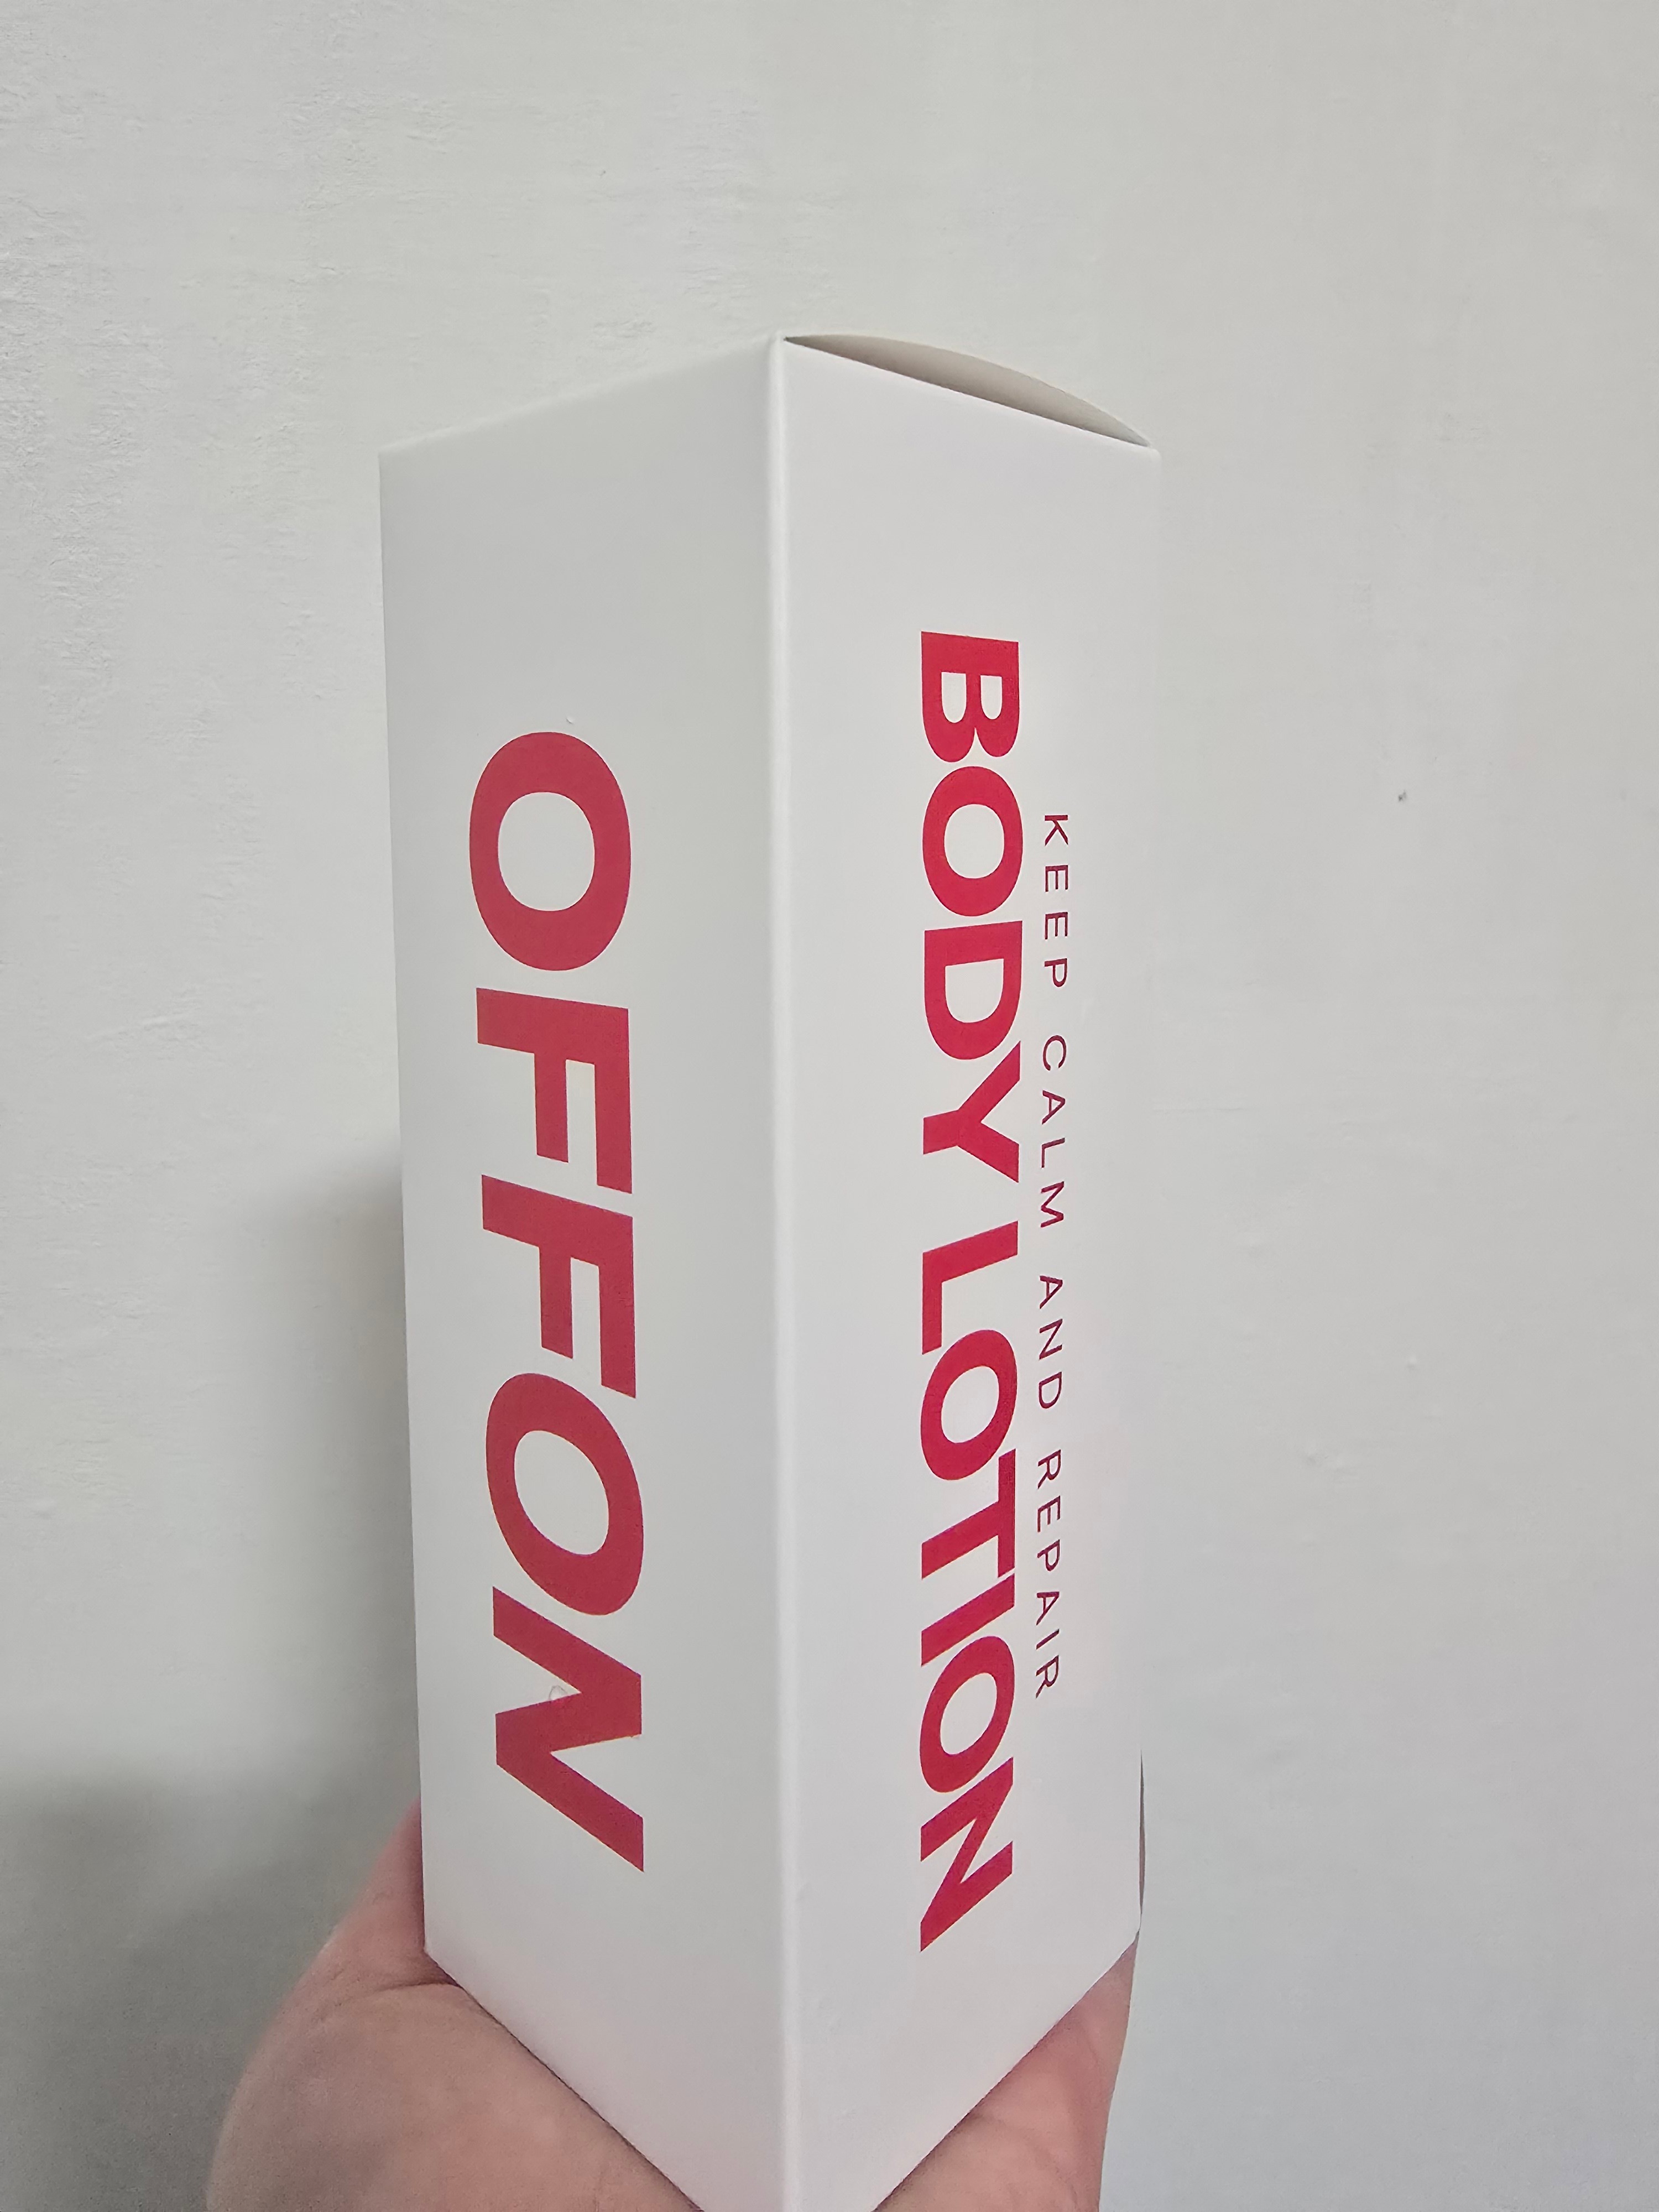 OFFON
KEEP CALM AND REPAIR
BODY LOTION